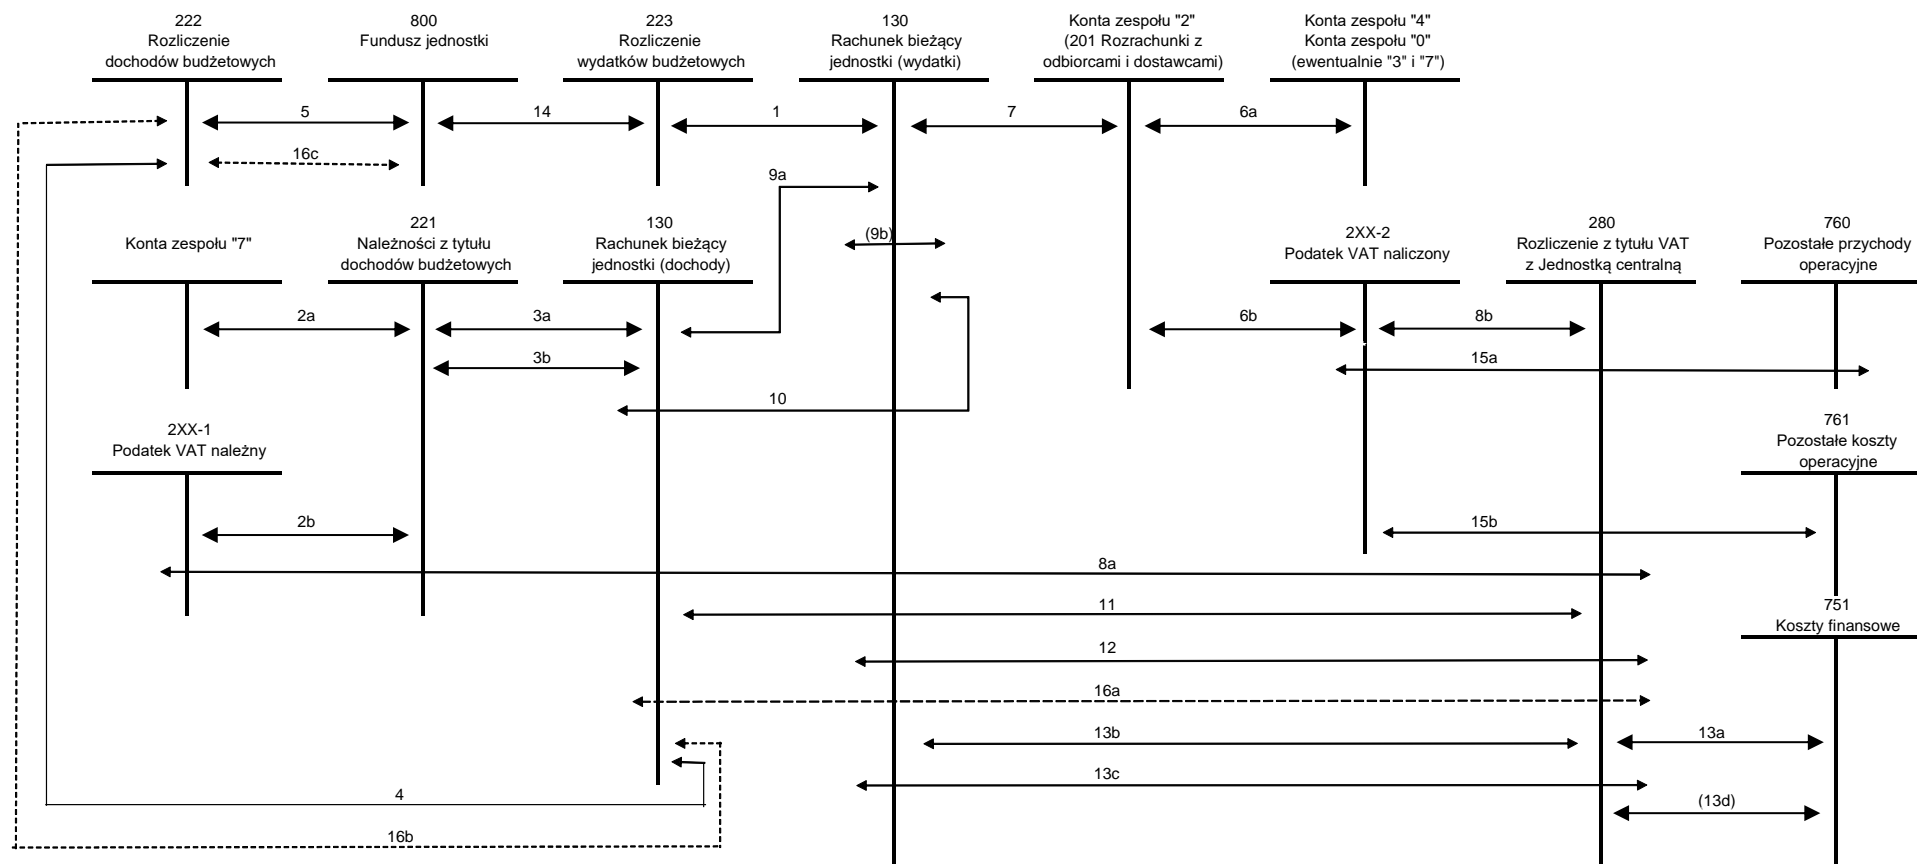 222
Rozliczenie
dochodów budżetowych
800
Fundusz jednostki
223
Rozliczenie
wydatków budżetowych
130
Rachunek bieżący
jednostki (wydatki)
Konta zespołu "2"
(201 Rozrachunki z
odbiorcami i dostawcami)
Konta zespołu "4"
Konta zespołu "0"
(ewentualnie "3" i "7")
5
14
1
7
6a
16c
9a
(9b)
Konta zespołu "7"
221
Należności z tytułu
dochodów budżetowych
130
Rachunek bieżący
jednostki (dochody)
2XX-2
Podatek VAT naliczony
280
Rozliczenie z tytułu VAT
z Jednostką centralną
760
Pozostałe przychody
operacyjne
2a
3a
6b
8b
3b
15a
10
2XX-1
Podatek VAT należny
761
Pozostałe koszty
operacyjne
2b
15b
8a
11
751
Koszty finansowe
12
16a
13b
13a
13c
4
(13d)
16b